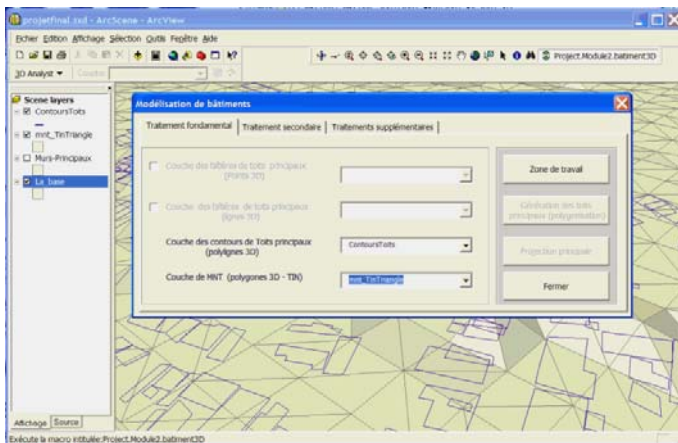 projetfinal.sxd - ArcScene - ArcView
Fichier Edition Affichage Sélection Outils Fenêtre Aide
3D Analyst
Project.Module2.batiment3D
Scene layers
ContoursToits
mnt_TinTriangle
Murs-Principaux
La_base
Modélisation de bâtiments
Traitement fondamental Traitement secondaire Traitements supplémentaires
Couche des faîtières de toits principaux
(Points 3D)
Couche des faîtières de toits principaux
(lignes 3D)
Couche des contours de Toits principaux
(polylignes 3D)
ContoursToits
Couche de MNT (polygones 3D - TIN)
mnt_TinTriangle
Zone de travail
Génération des toits
principaux (polygonisation)
Projection principale
Fermer
Affichage Source
Exécute la macro intitulée:Project.Module2.batiment3D